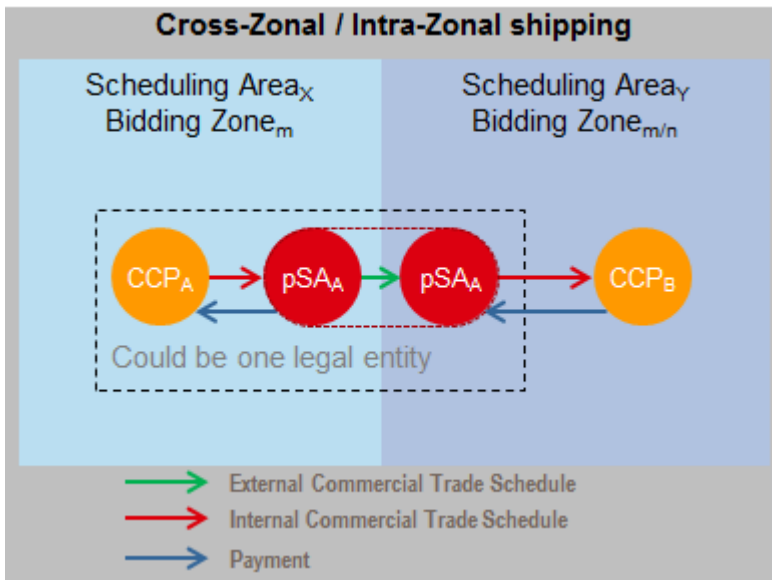 Cross-Zonal / Intra-Zonal shipping
Scheduling AreaX
Bidding Zonem
Scheduling AreaY
Bidding Zonem/n
CCPA
pSAA
pSAA
CCPB
Could be one legal entity
External Commercial Trade Schedule
Internal Commercial Trade Schedule
Payment